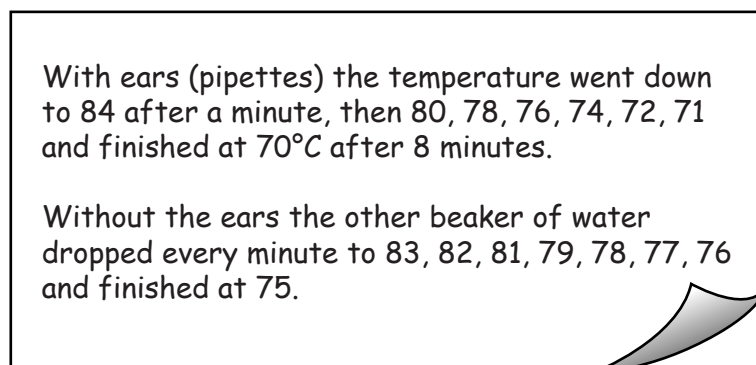 With ears (pipettes) the temperature went down
to 84 after a minute, then 80, 78, 76, 74, 72, 71
and finished at 70°C after 8 minutes.
Without the ears the other beaker of water
dropped every minute to 83, 82, 81, 79, 78, 77, 76
and finished at 75.